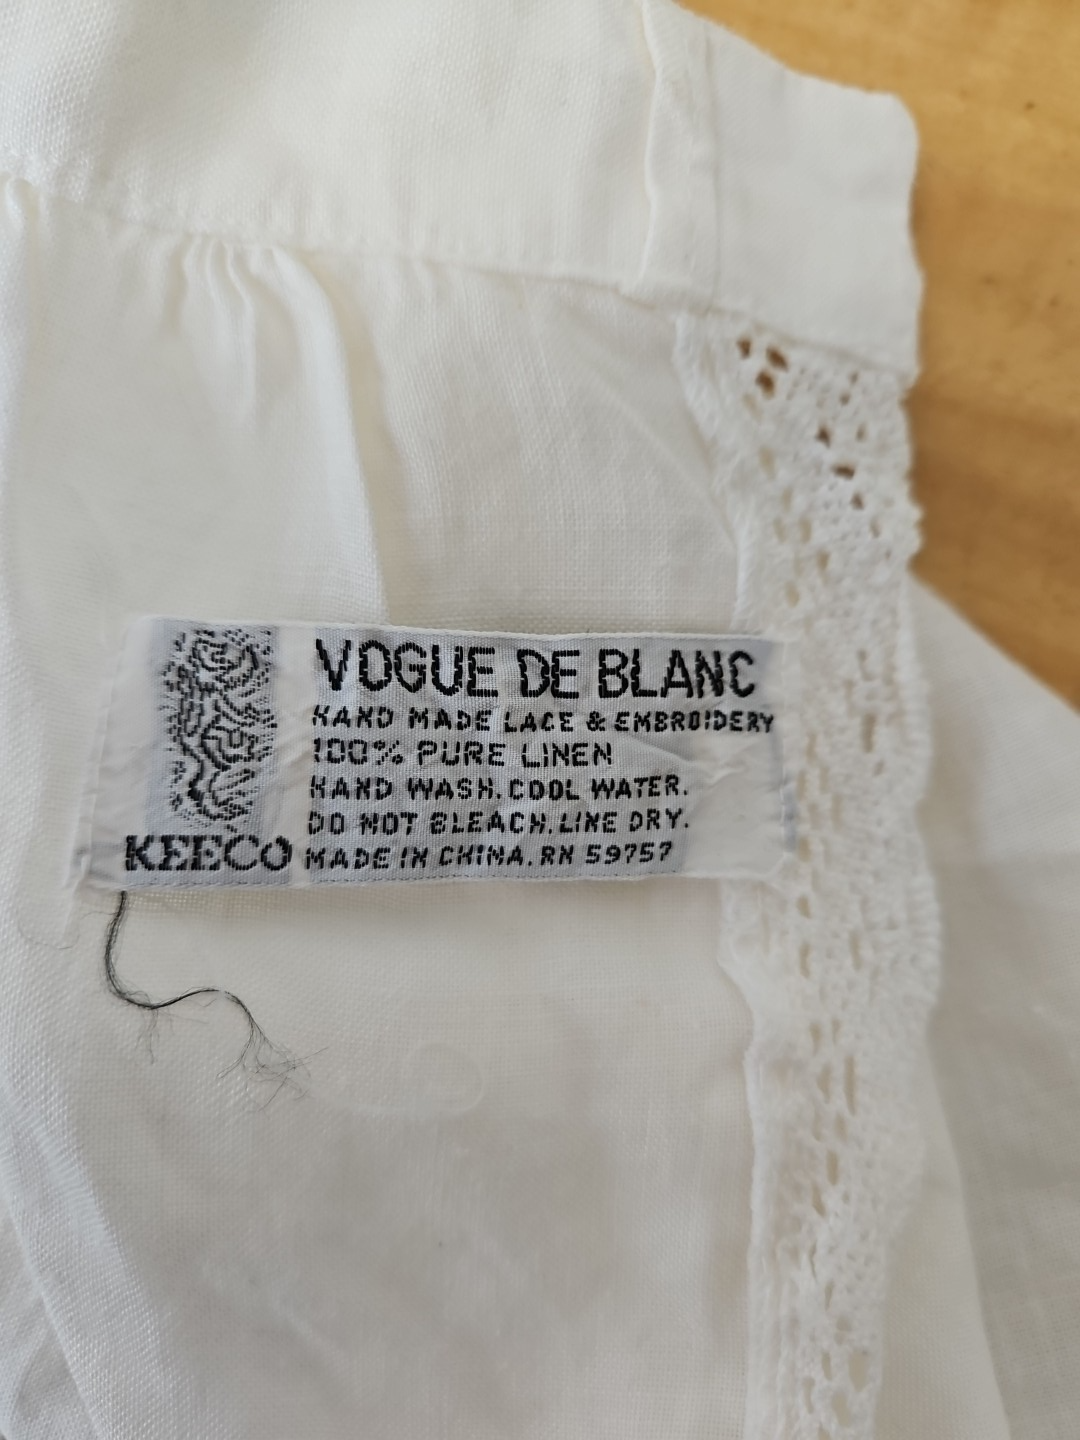 VOGUE DE BLANC
HAND MADE LACE & EMBROIDERY
100% PURE LINEN
HAND WASH. COOL WATER.
DO NOT BLEACH. LINE DRY.
KEECO
MADE IN CHINA. RN 59757